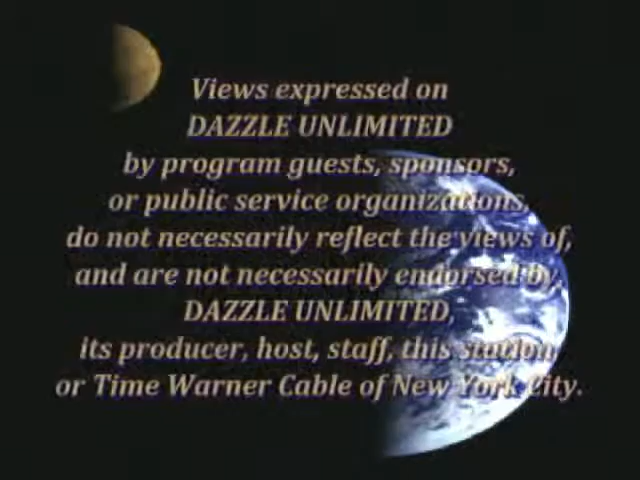 Views expressed on
DAZZLE UNLIMITED
by program guests, sponsors,
or public service organizations,
do not necessarily reflect the views of,
and are not necessarily endorsed by,
DAZZLE UNLIMITED,
its producer, host, staff, this station
or Time Warner Cable of New York City.